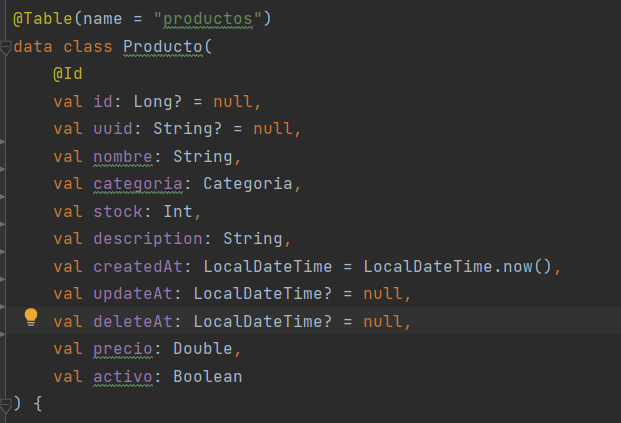 @Table(name = "productos")
data class Producto(
    @Id
    val id: Long? = null,
    val uuid: String? = null,
    val nombre: String,
    val categoria: Categoria,
    val stock: Int,
    val description: String,
    val createdAt: LocalDateTime = LocalDateTime.now(),
    val updateAt: LocalDateTime? = null,
    val deleteAt: LocalDateTime? = null,
    val precio: Double,
    val activo: Boolean
) {